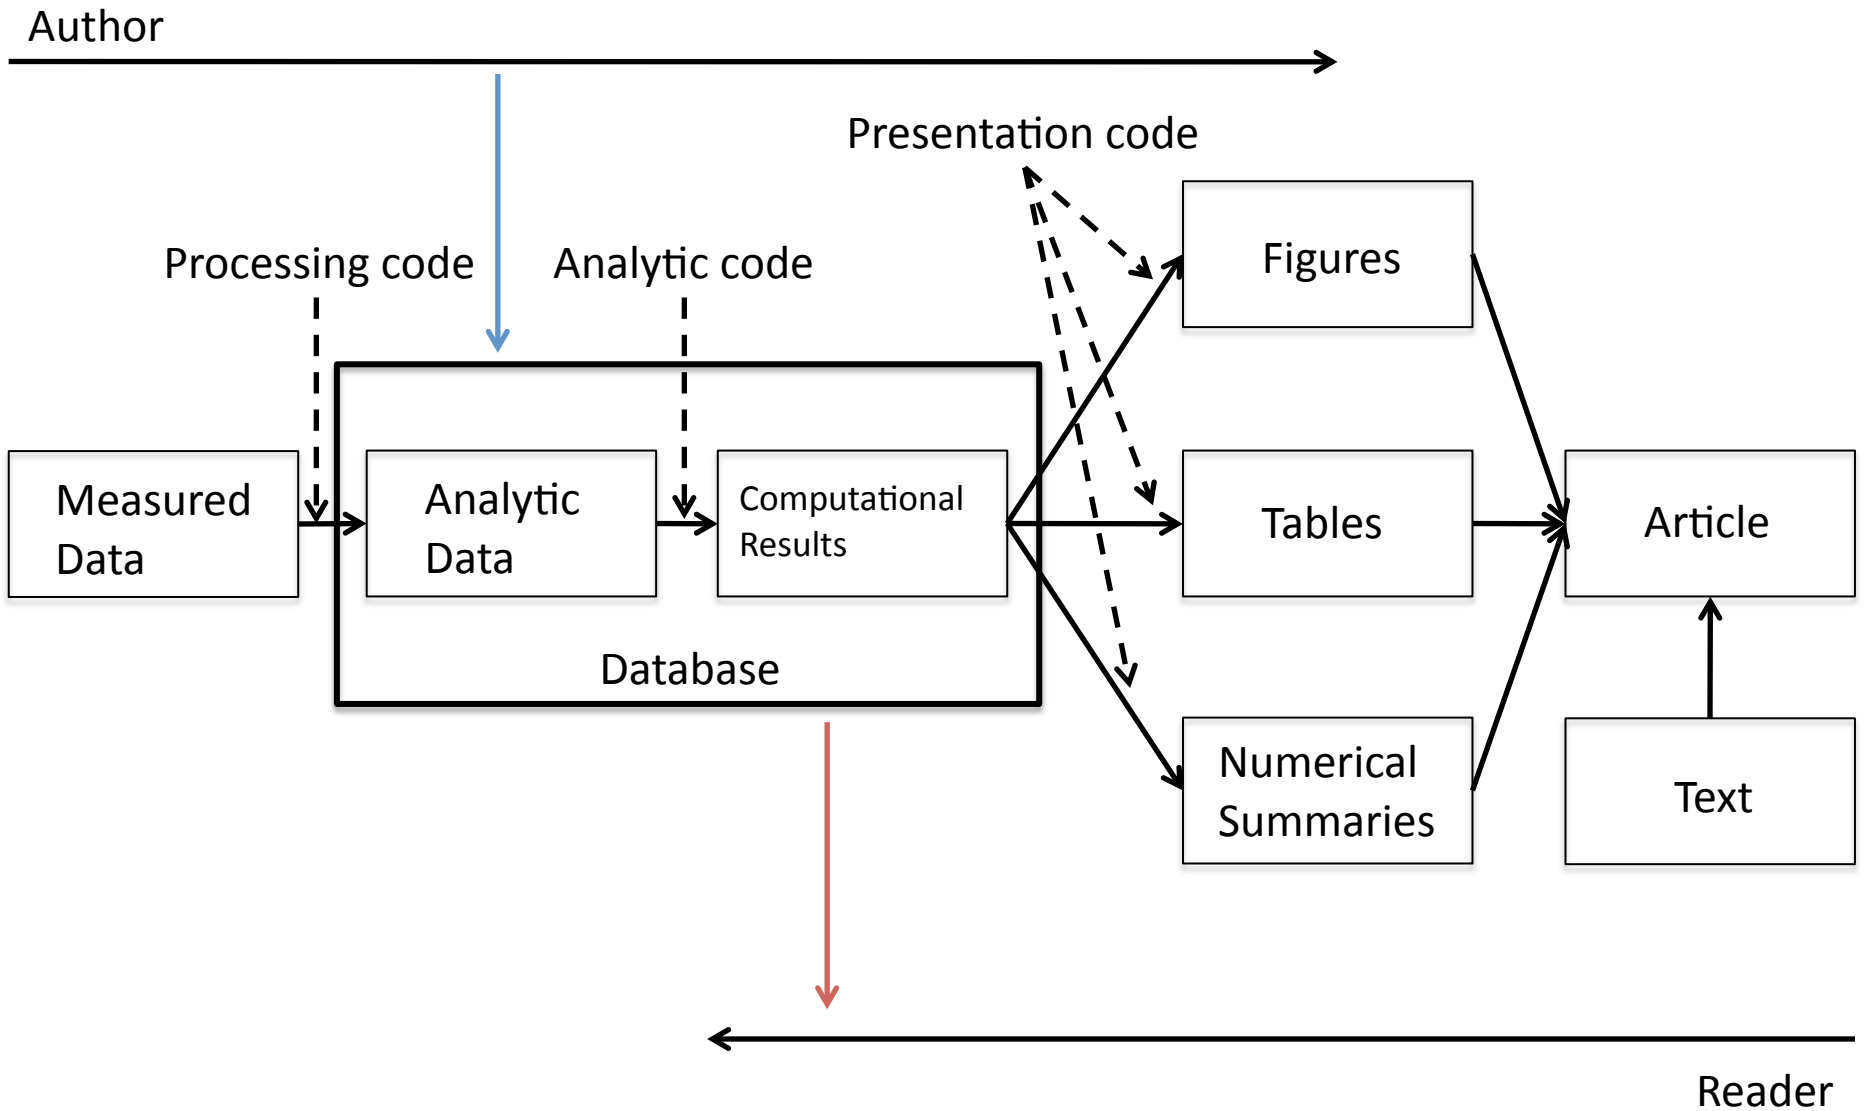 Author
Presentation code
Processing code
Analytic code
Figures
Measured
Data
Analytic
Data
Computational
Results
Tables
Article
Database
Numerical
Summaries
Text
Reader